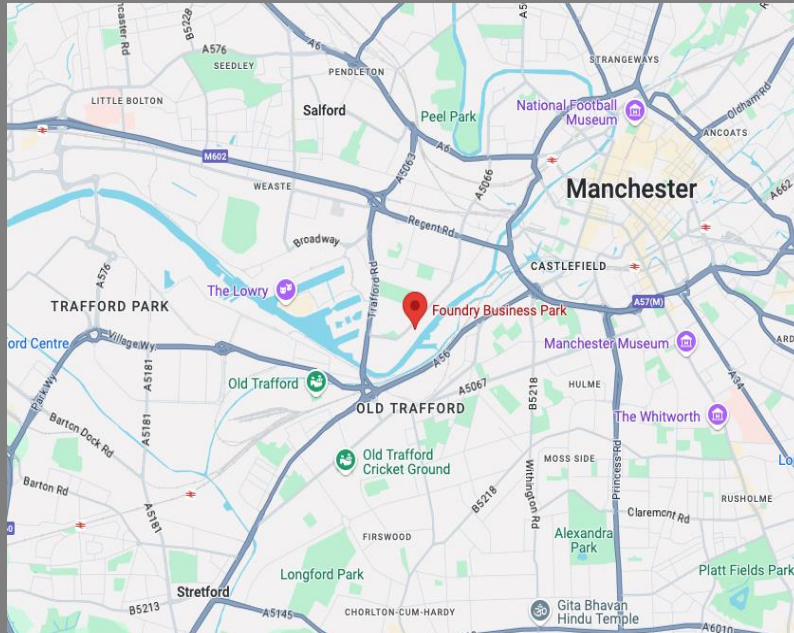 ncaster Rd
B5228
A576
SEEDLEY
A6
PENDLETON
STRANGEWAYS
LITTLE BOLTON
Salford
Peel Park
National Football
Museum
Oldham Rd
ANCOATS
M602
A5063
A6
A5066
A662
WEASTE
Manchester
Regent Rd
Broadway
CASTLEFIELD
A576
The Lowry
Trafford Rd
TRAFFORD PARK
Foundry Business Park
A57(M)
ord Centre
Village Wy.
A56
Manchester Museum
A34
Park Wy
A5181
Old Trafford
A5067
B5218
HULME
OLD TRAFFORD
The Whitworth
Barton Dock Rd
A5181
Old Trafford
Cricket Ground
MOSS SIDE
Princess Rd
Barton Rd
B5218
Withington Rd
RUSHOLME
A5181
Claremont Rd
FIRSWOOD
Alexandra
Park
Longford Park
Platt Fields Park
Stretford
B5213
A5145
CHORLTON-CUM-HARDY
Gita Bhavan
Hindu Temple
A6010